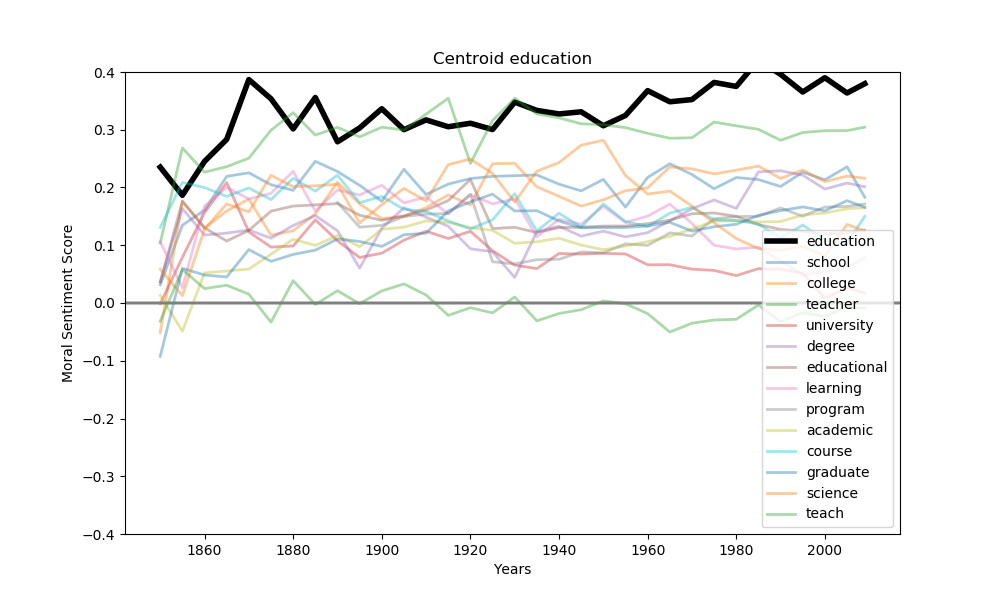 Centroid education
0.4
0.3
0.2
0.1
0.0
−0.1
−0.2
−0.3
−0.4
Moral Sentiment Score
education
school
college
teacher
university
degree
educational
learning
program
academic
course
graduate
science
teach
1860 1880 1900 1920 1940 1960 1980 2000
Years